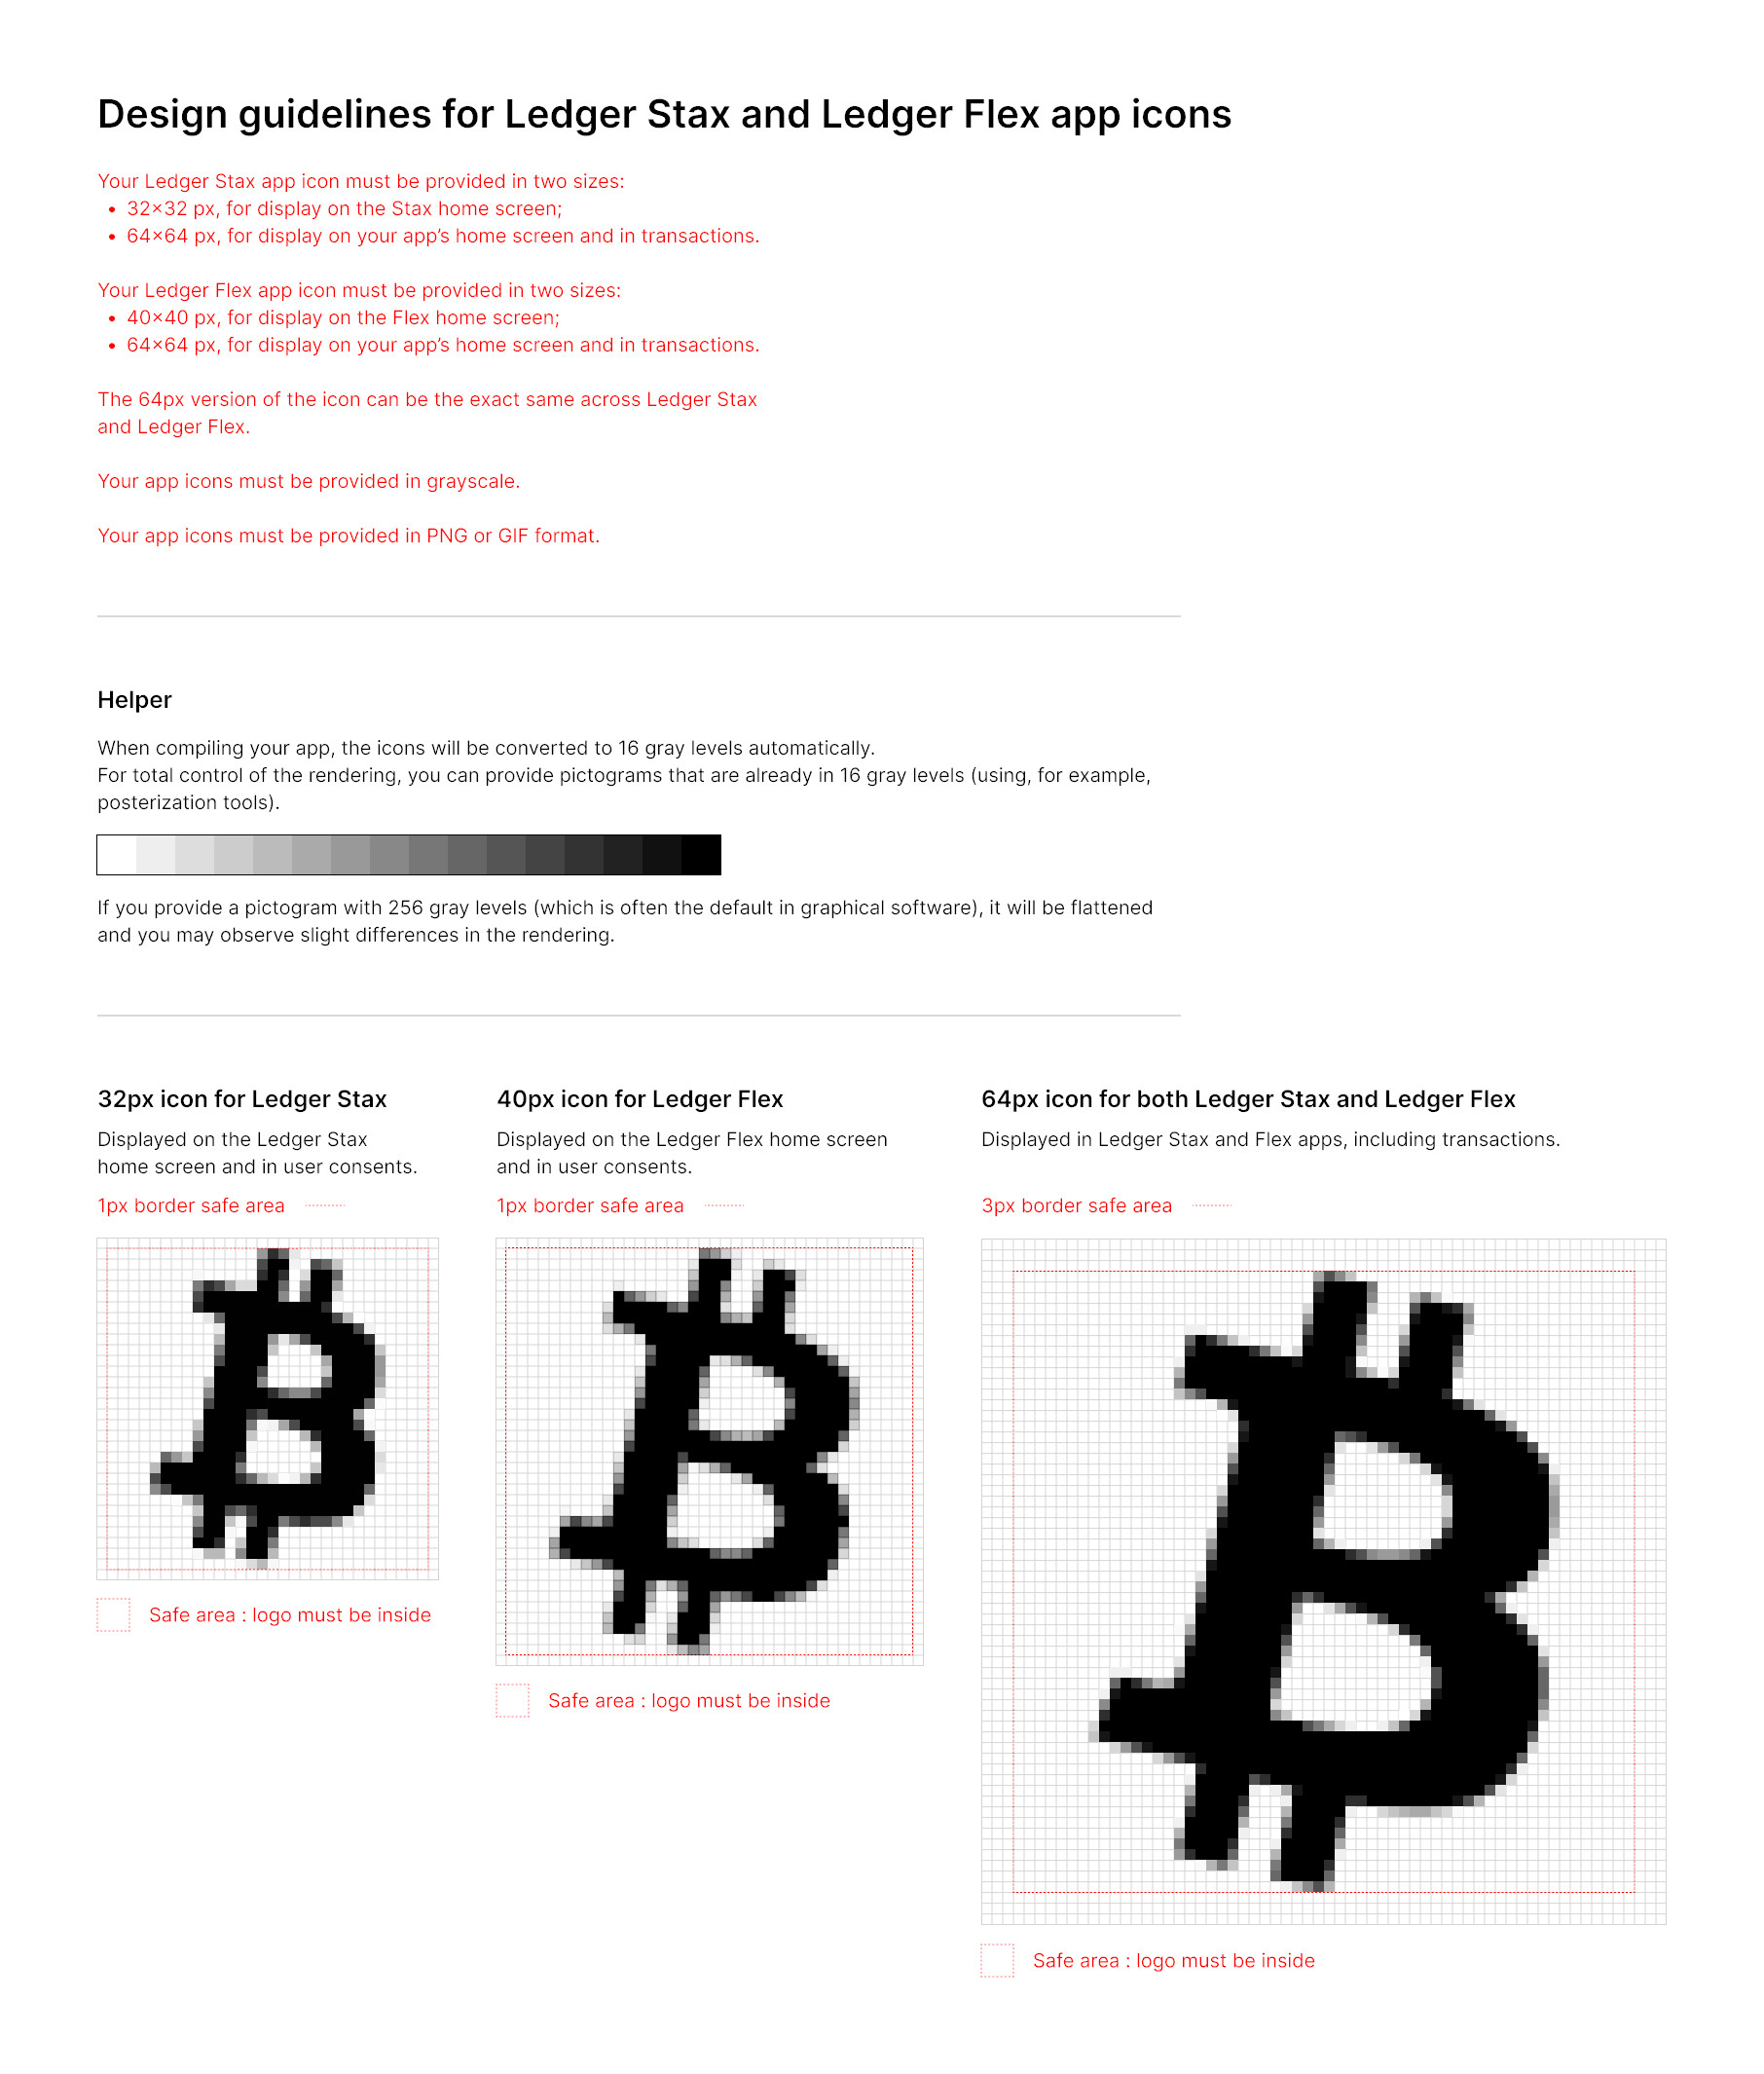 Design guidelines for Ledger Stax and Ledger Flex app icons
Your Ledger Stax app icon must be provided in two sizes:
• 32×32 px, for display on the Stax home screen;
• 64×64 px, for display on your app’s home screen and in transactions.
Your Ledger Flex app icon must be provided in two sizes:
• 40×40 px, for display on the Flex home screen;
• 64×64 px, for display on your app’s home screen and in transactions.
The 64px version of the icon can be the exact same across Ledger Stax
and Ledger Flex.
Your app icons must be provided in grayscale.
Your app icons must be provided in PNG or GIF format.
Helper
When compiling your app, the icons will be converted to 16 gray levels automatically.
For total control of the rendering, you can provide pictograms that are already in 16 gray levels (using, for example,
posterization tools).
If you provide a pictogram with 256 gray levels (which is often the default in graphical software), it will be flattened
and you may observe slight differences in the rendering.
32px icon for Ledger Stax
Displayed on the Ledger Stax
home screen and in user consents.
1px border safe area
Safe area : logo must be inside
40px icon for Ledger Flex
Displayed on the Ledger Flex home screen
and in user consents.
1px border safe area
Safe area : logo must be inside
64px icon for both Ledger Stax and Ledger Flex
Displayed in Ledger Stax and Flex apps, including transactions.
3px border safe area
Safe area : logo must be inside